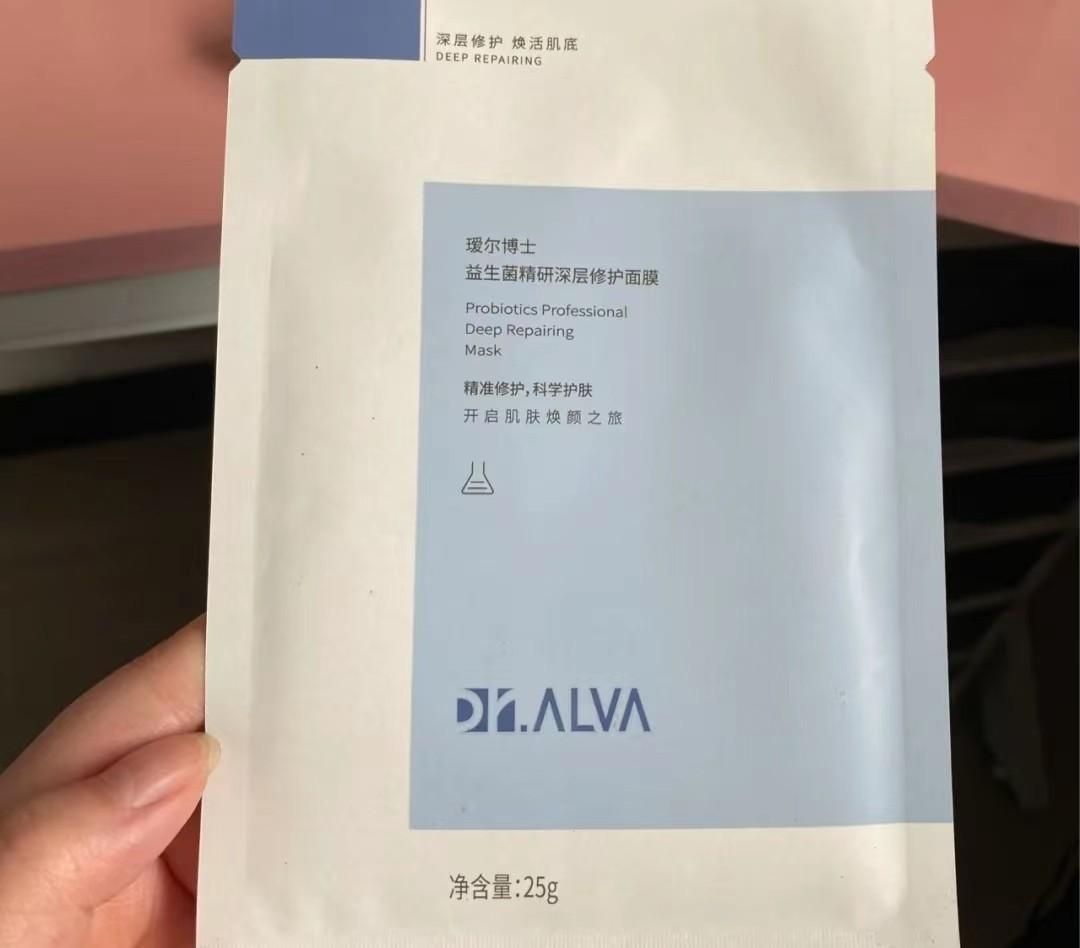 深层修护 焕活肌底
DEEP REPAIRING
瑷尔博士
益生菌精研深层修护面膜
Probiotics Professional
Deep Repairing
Mask
精准修护，科学护肤
开启肌肤焕颜之旅
Dr.ALVA
净含量：25g